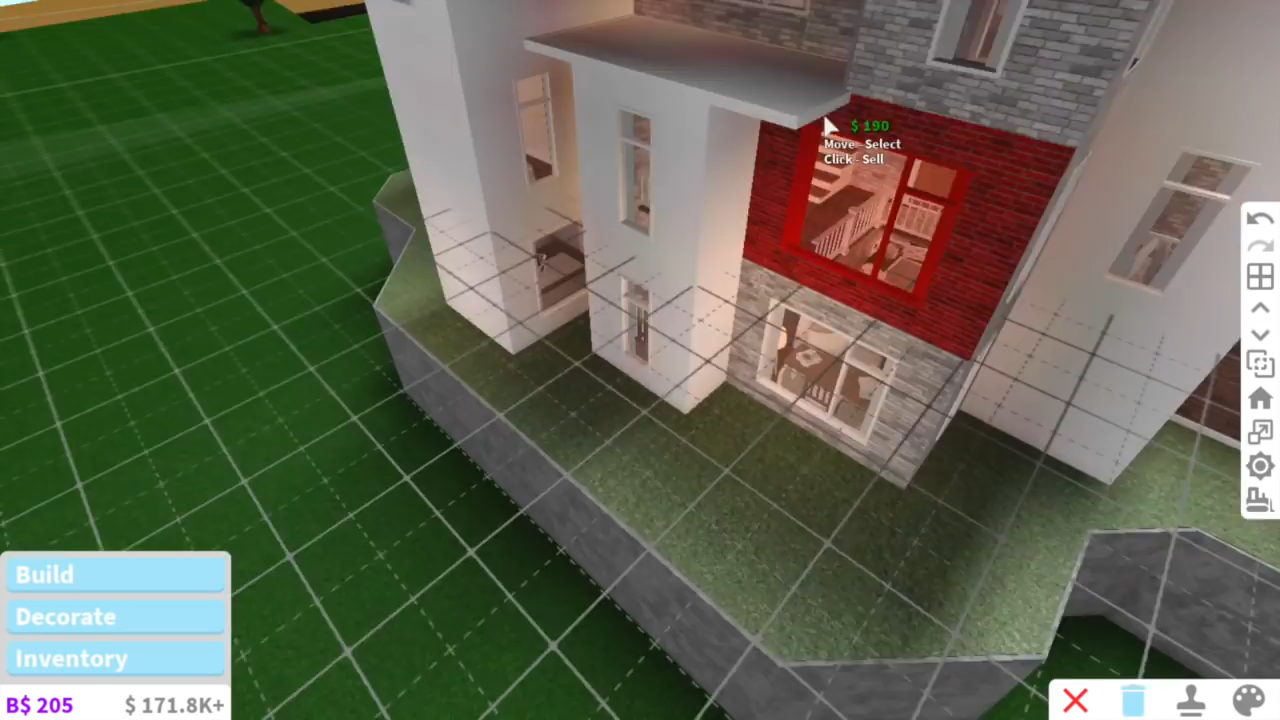 $ 190
Move - Select
Click - Sell
Build
Decorate
Inventory
B$ 205
$ 171.8K+